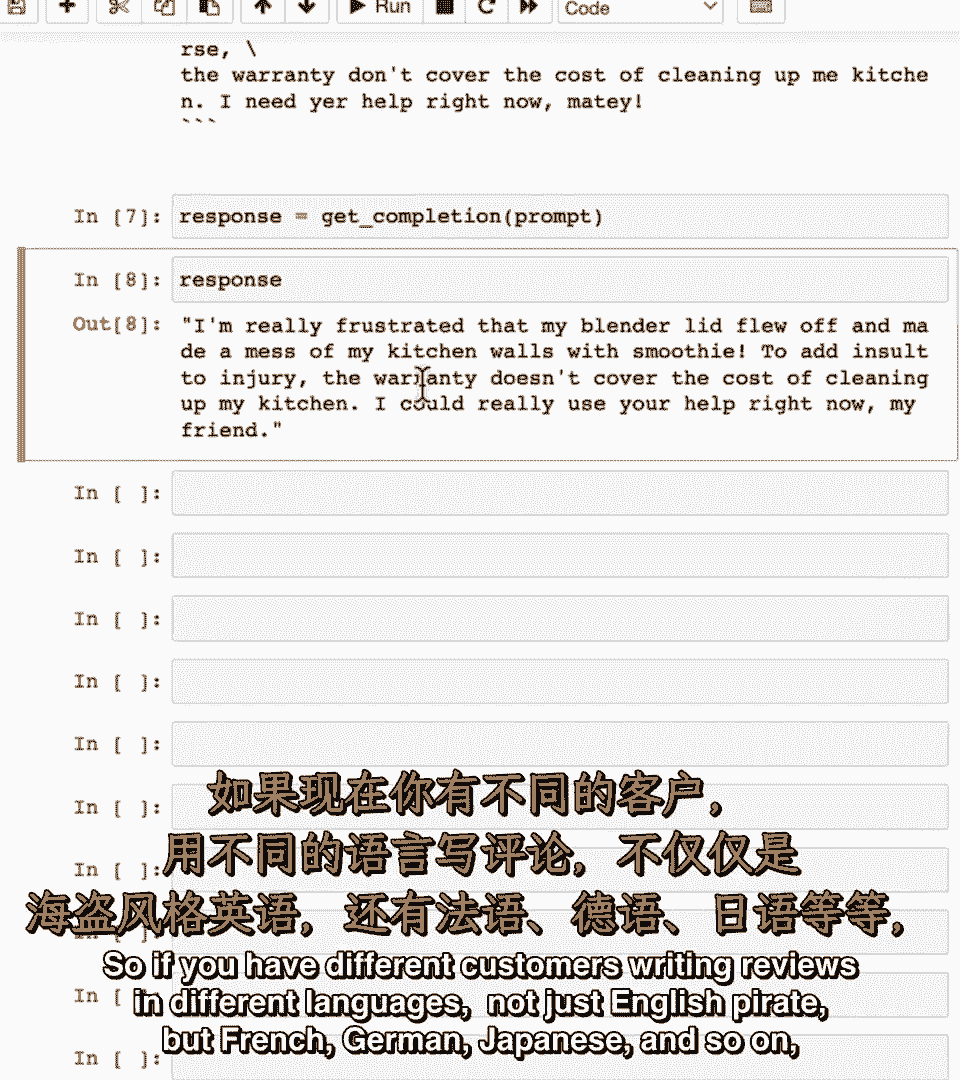 Run
Code
rse, \
the warranty don't cover the cost of cleaning up me kitche
n. I need yer help right now, matey!
```
In [7]: response = get_completion(prompt)
In [8]: response
Out[8]: "I'm really frustrated that my blender lid flew off and ma
de a mess of my kitchen walls with smoothie! To add insult
to injury, the warranty doesn't cover the cost of cleaning
up my kitchen. I could really use your help right now, my
friend."
In [ ]:
In [ ]:
In [ ]:
In [ ]:
In [ ]:
In [ ]:
如果现在你有不同的客户，
In [ ]:
用不同的语言写评论，不仅仅是
In [ ]:
海盗风格英语，还有法语、德语、日语等等，
So if you have different customers writing reviews
In [ ]:
in different languages, not just English pirate,
but French, German, Japanese, and so on,
In [ ]: